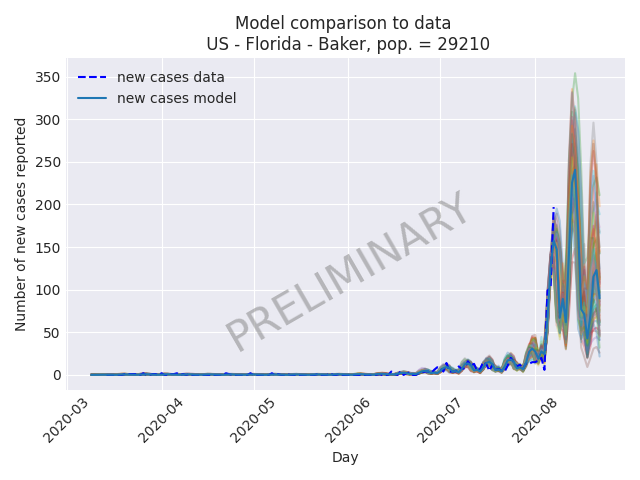 Model comparison to data
US - Florida - Baker, pop. = 29210
new cases data
new cases model
PRELIMINARY
Number of new cases reported
350
300
250
200
150
100
50
0
2020-03
2020-04
2020-05
2020-06
2020-07
2020-08
Day